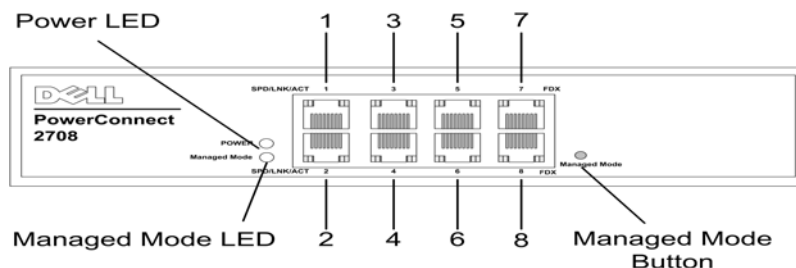 Power LED
1 3 5 7
SPD/LNK/ACT 1 3 5 7 FDX
DELL
PowerConnect
2708
POWER
Managed Mode
Managed Mode
SPD/LNK/ACT 2 4 6 8 FDX
Managed Mode LED
2 4 6 8
Managed Mode
Button